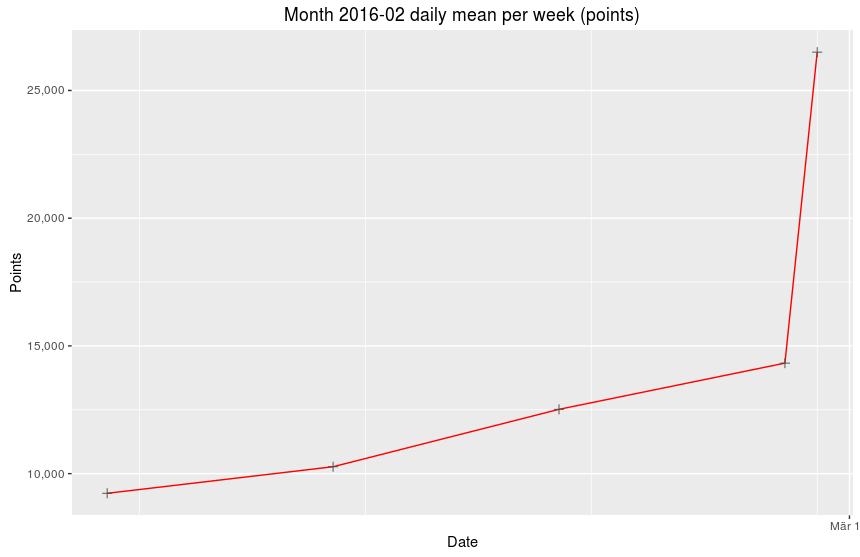 Month 2016-02 daily mean per week (points)
25,000
20,000
15,000
10,000
Points
Mär 1
Date